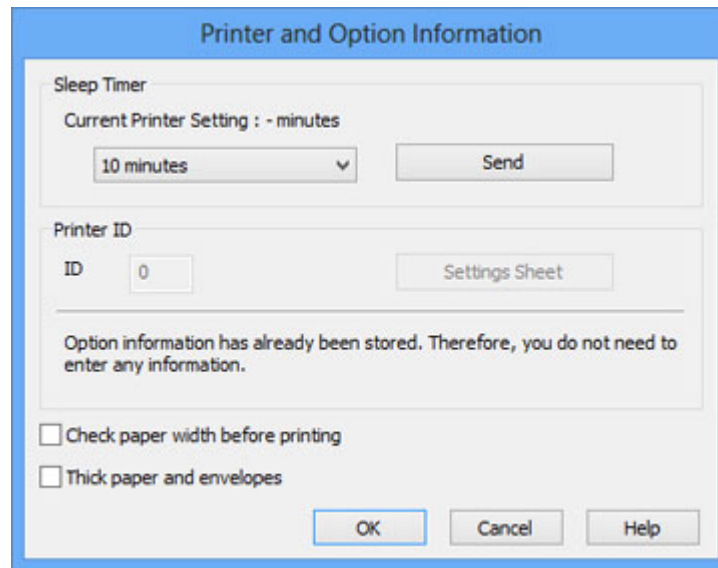 Printer and Option Information
Sleep Timer
Current Printer Setting : - minutes
10 minutes
Send
Printer ID
ID
0
Settings Sheet
Option information has already been stored. Therefore, you do not need to
enter any information.
Check paper width before printing
Thick paper and envelopes
OK
Cancel
Help